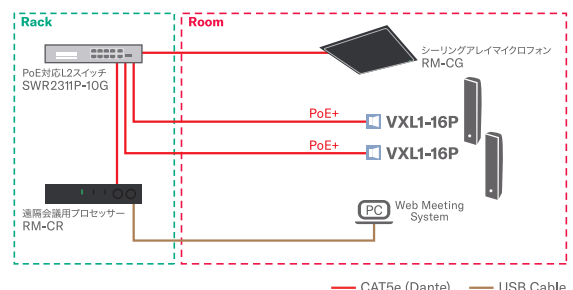 Rack
Room
PoE対応L2スイッチ
SWR2311P-10G
シーリングアレイマイクロフォン
RM-CG
PoE+
VXL1-16P
PoE+
VXL1-16P
遠隔会議用プロセッサー
RM-CR
PC
Web Meeting
System
CAT5e (Dante)
USB Cable